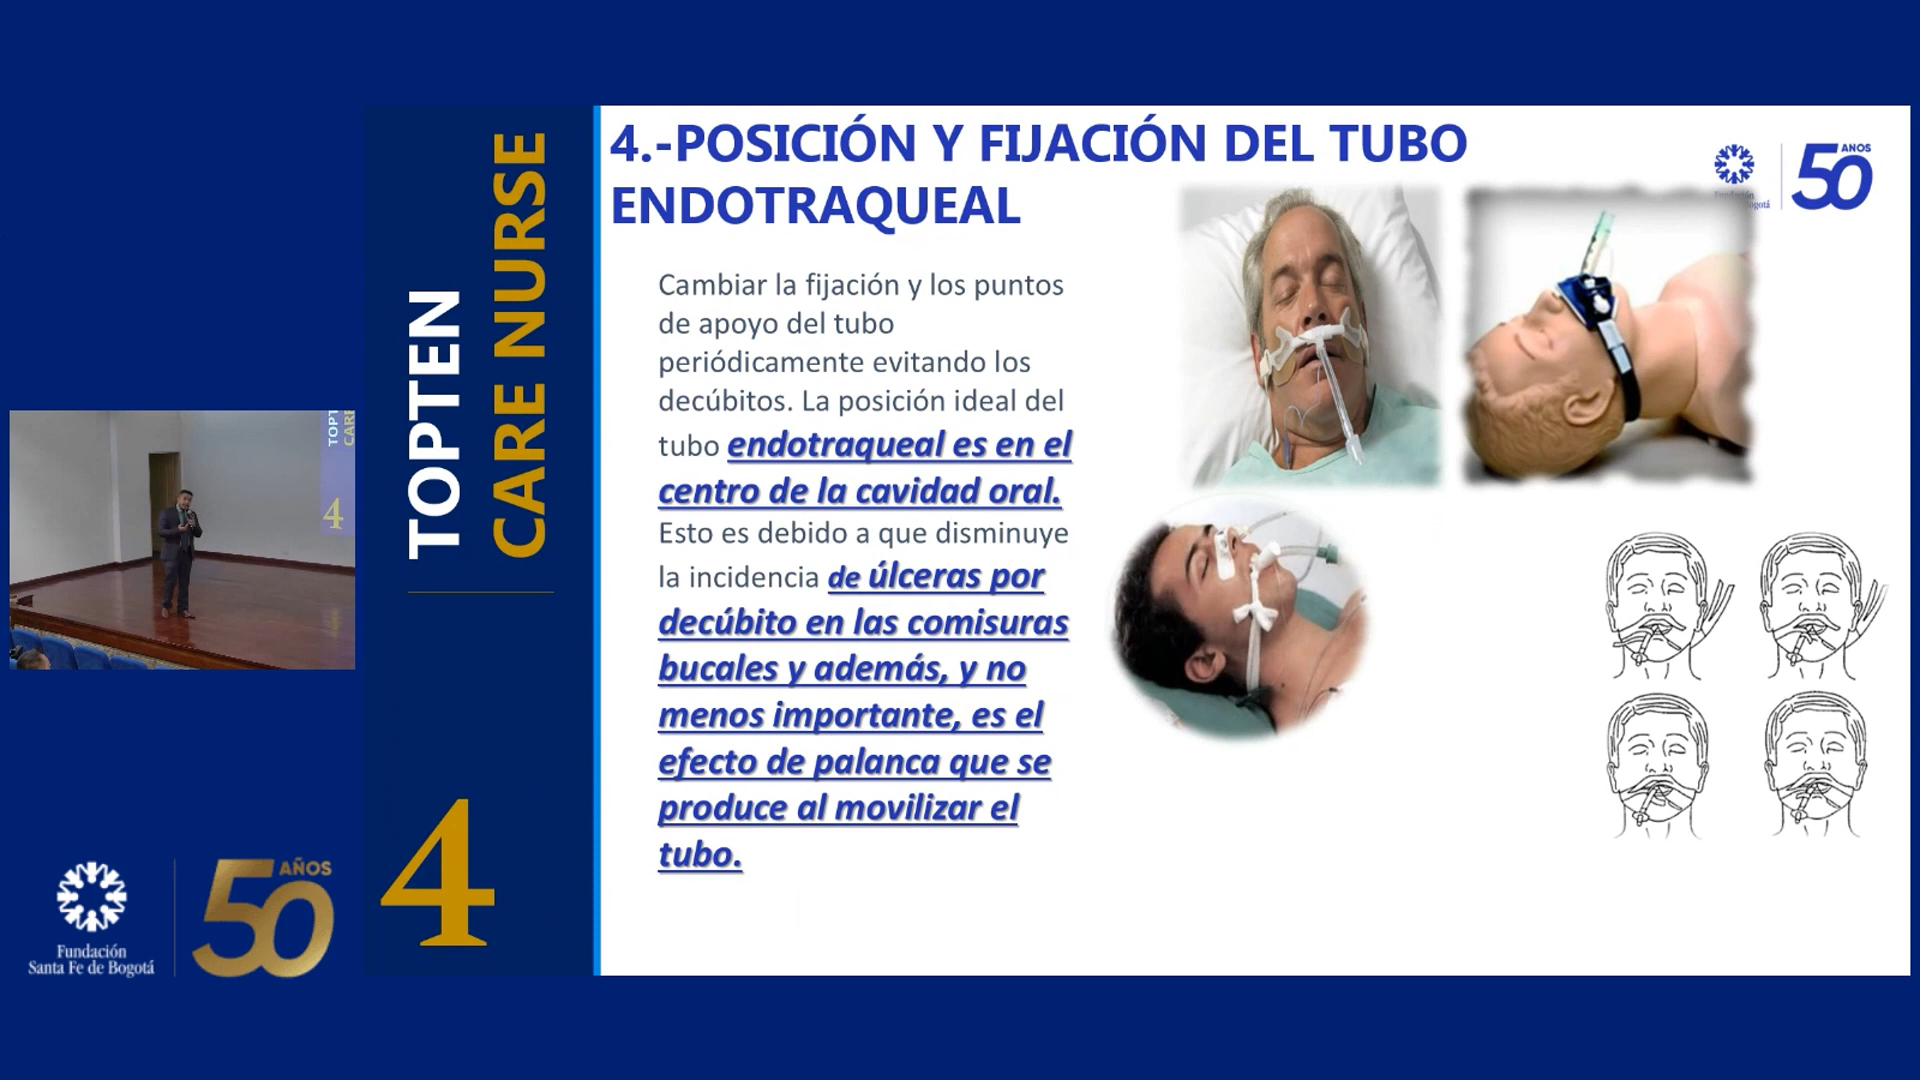 TOPTEN
CARE NURSE
4
4.-POSICIÓN Y FIJACIÓN DEL TUBO
ENDOTRAQUEAL
Cambiar la fijación y los puntos
de apoyo del tubo
periódicamente evitando los
decúbitos. La posición ideal del
tubo endotraqueal es en el
centro de la cavidad oral.
Esto es debido a que disminuye
la incidencia de úlceras por
decúbito en las comisuras
bucales y además, y no
menos importante, es el
efecto de palanca que se
produce al movilizar el
tubo.
50 AÑOS
TOPT
CARE
4
Fundación
Santa Fe de Bogotá
50 AÑOS